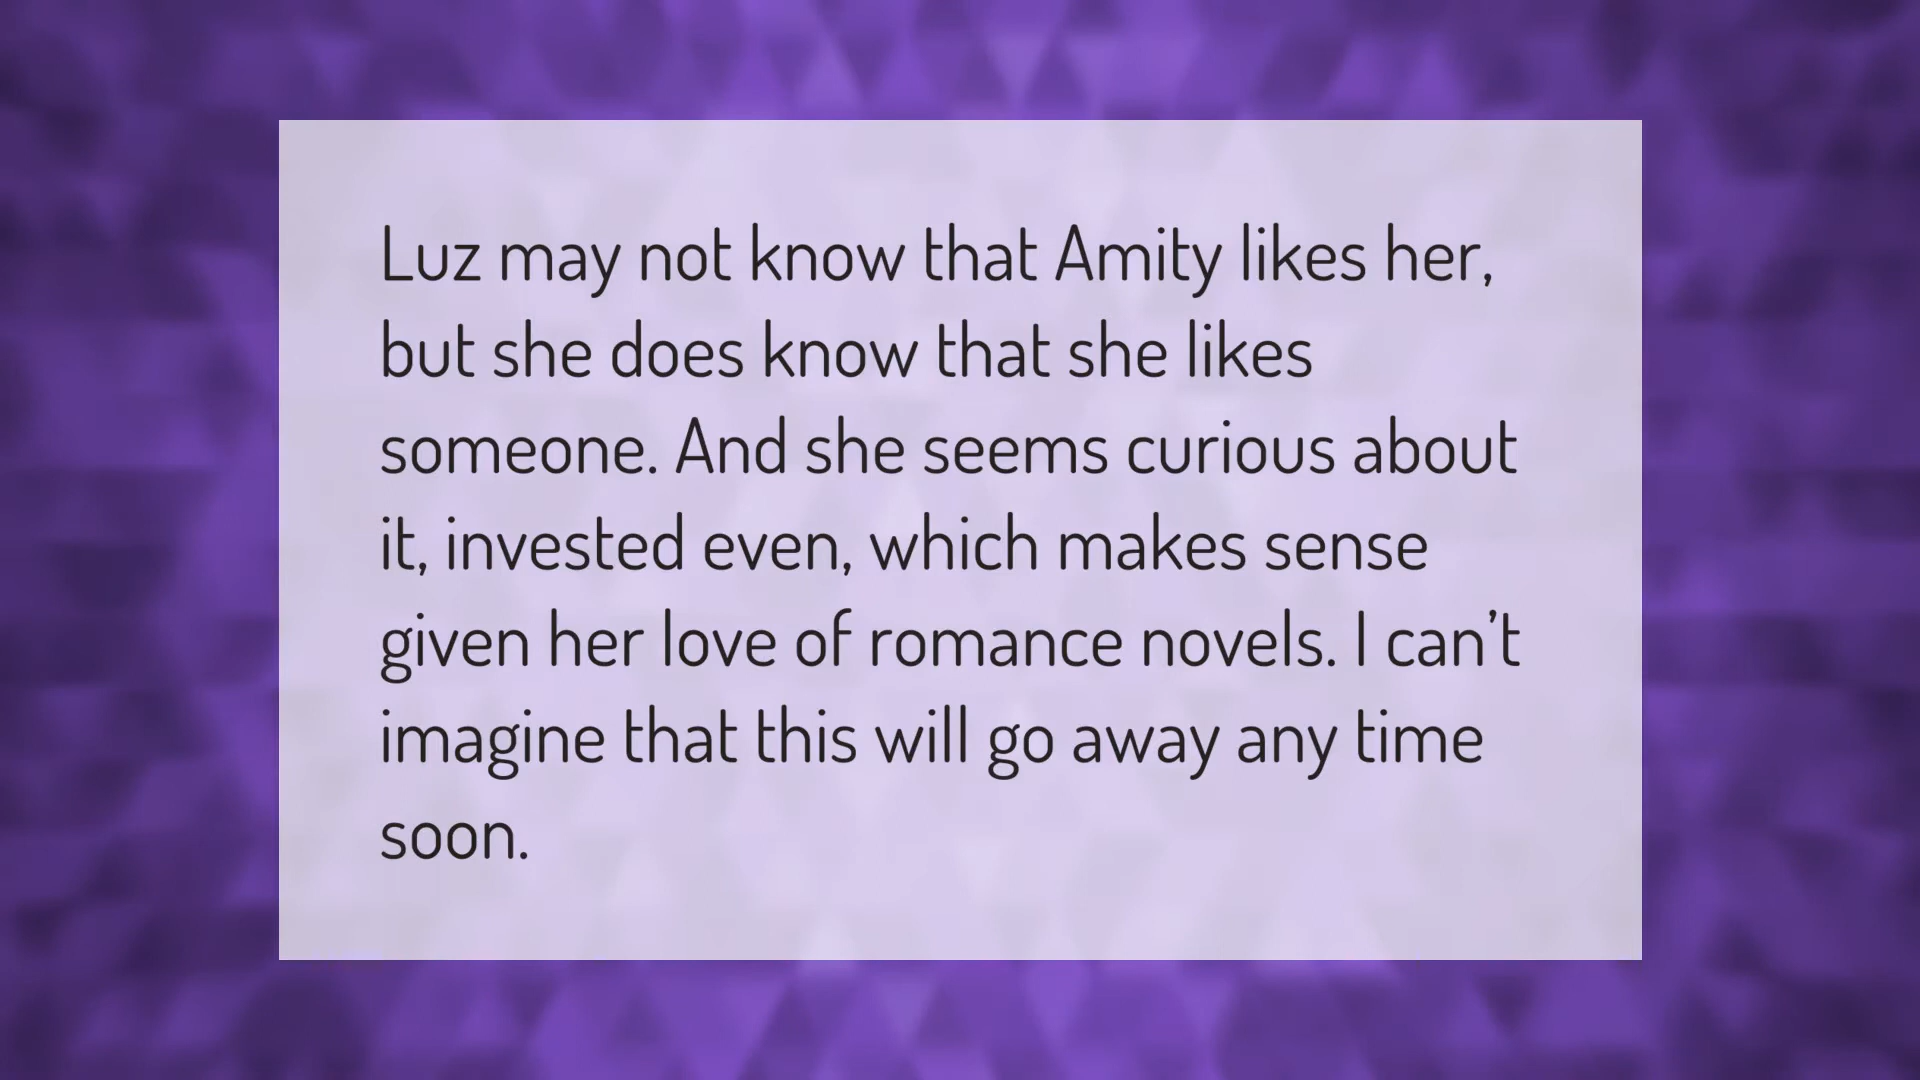 Luz may not know that Amity likes her,
but she does know that she likes
someone. And she seems curious about
it, invested even, which makes sense
given her love of romance novels. I can’t
imagine that this will go away any time
soon.